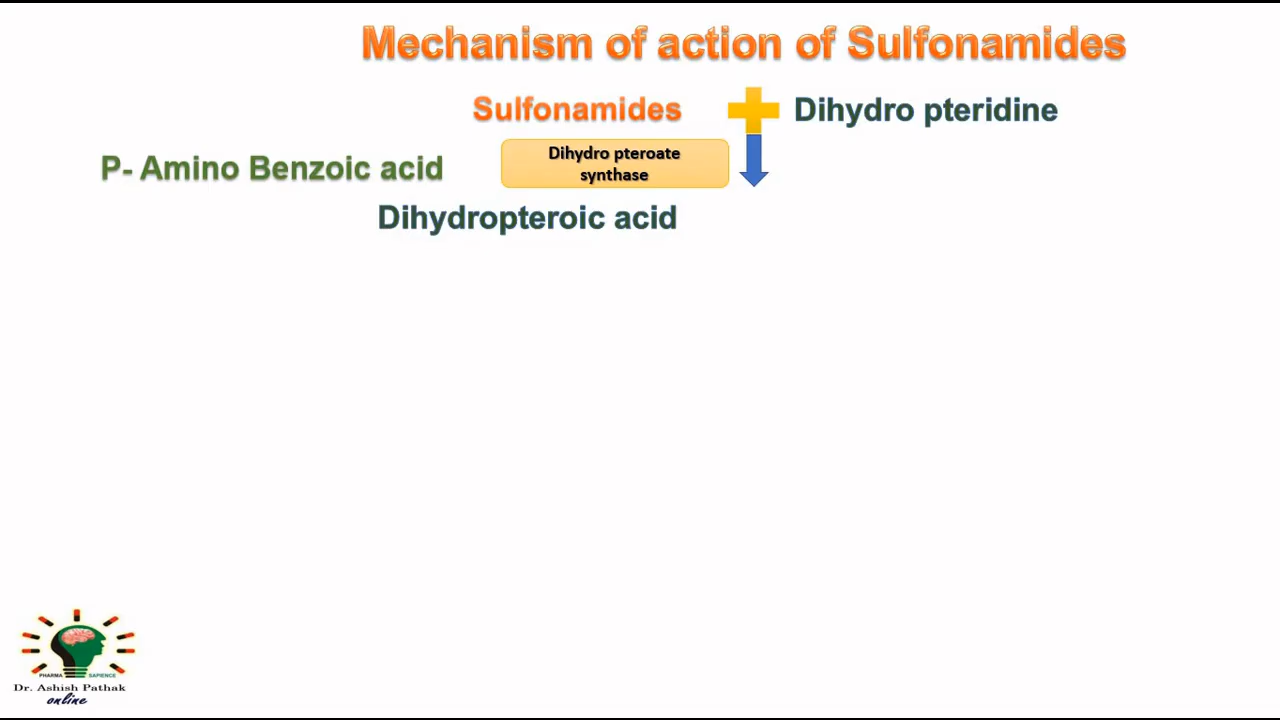 Mechanism of action of Sulfonamides
Sulfonamides
Dihydro pteridine
Dihydro pteroate
synthase
P- Amino Benzoic acid
Dihydropteroic acid
PHARMA SAPIENCE
Dr. Ashish Pathak
online